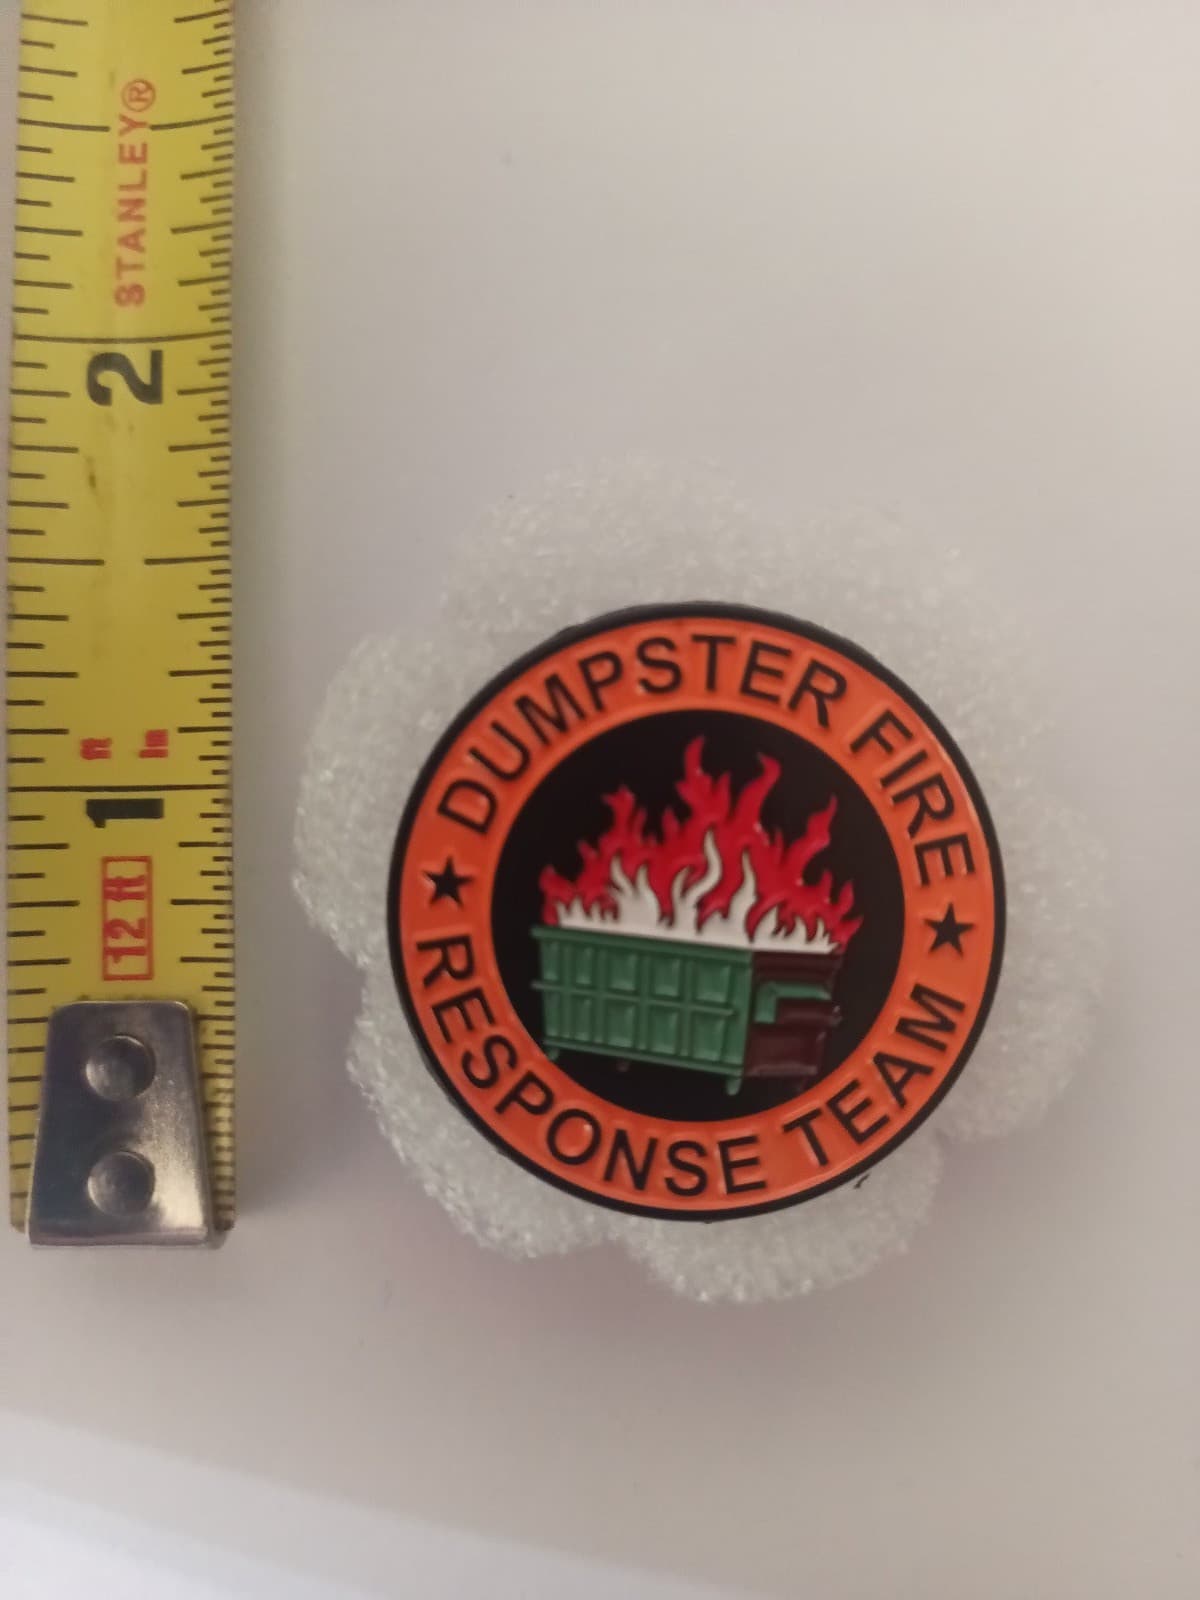 STANLEY®
2
ft In
1
12 ft
DUMPSTER FIRE
★ ★
RESPONSE TEAM